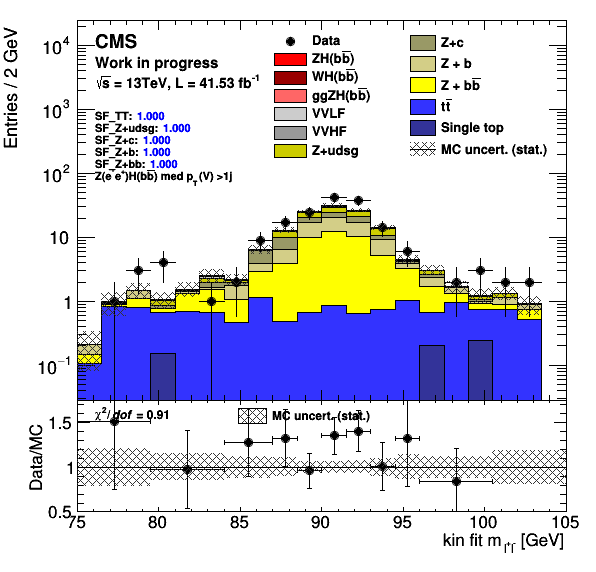 CMS
Work in progress
√s = 13TeV, L = 41.53 fb⁻¹
SF_TT: 1.000
SF_Z+udsg: 1.000
SF_Z+c: 1.000
SF_Z+b: 1.000
SF_Z+bb: 1.000
Z(e⁻e⁺)H(bb̅) med p_T(V) >1j
Data
ZH(bb̅)
WH(bb̅)
ggZH(bb̅)
VVLF
VVHF
Z+udsg
Z+c
Z + b
Z + bb̅
tt̅
Single top
MC uncert. (stat.)
Entries / 2 GeV
10⁴
10³
10²
10
1
10⁻¹
χ²/dof = 0.91
MC uncert. (stat.)
Data/MC
1.5
1
0.5
75 80 85 90 95 100 105
kin fit m_l⁺l⁻ [GeV]